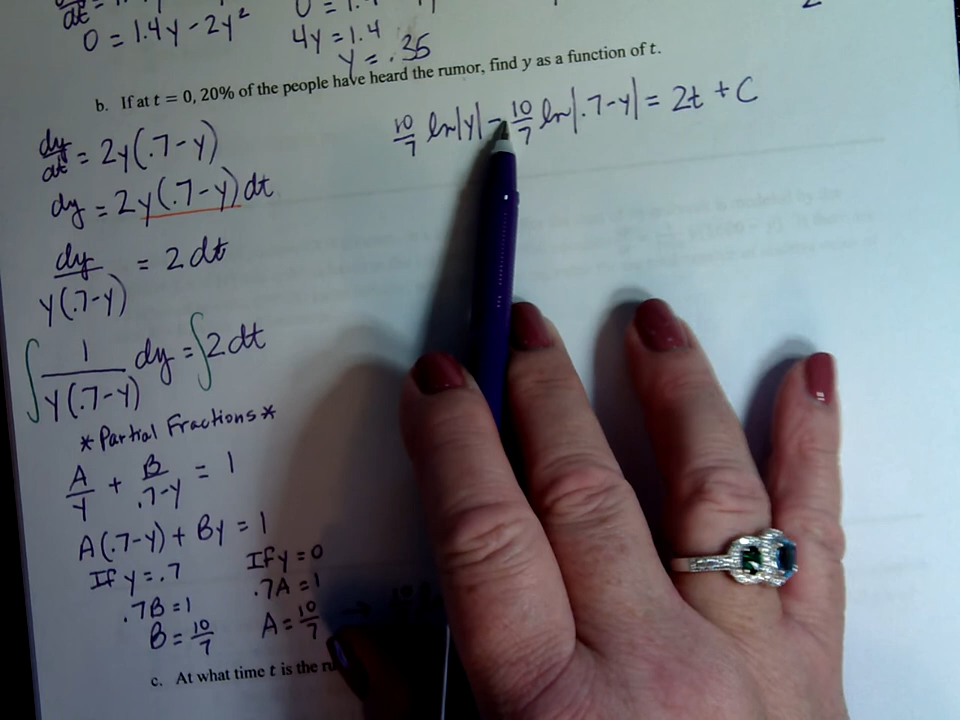 0 = 1.4y - 2y²
4y = 1.4
y = .35
b. If at t = 0, 20% of the people have heard the rumor, find y as a function of t.
dy/dt = 2y(.7-y)
10/7 ln|y| - 10/7 ln|.7-y| = 2t + C
dy = 2y(.7-y)dt
dy/y(.7-y) = 2dt
∫ 1/y(.7-y) dy = ∫2dt
*Partial Fractions*
A/y + B/.7-y = 1
A(.7-y) + By = 1
If y = .7
.7B = 1
B = 10/7
If y = 0
.7A = 1
A = 10/7
c. At what time t is the